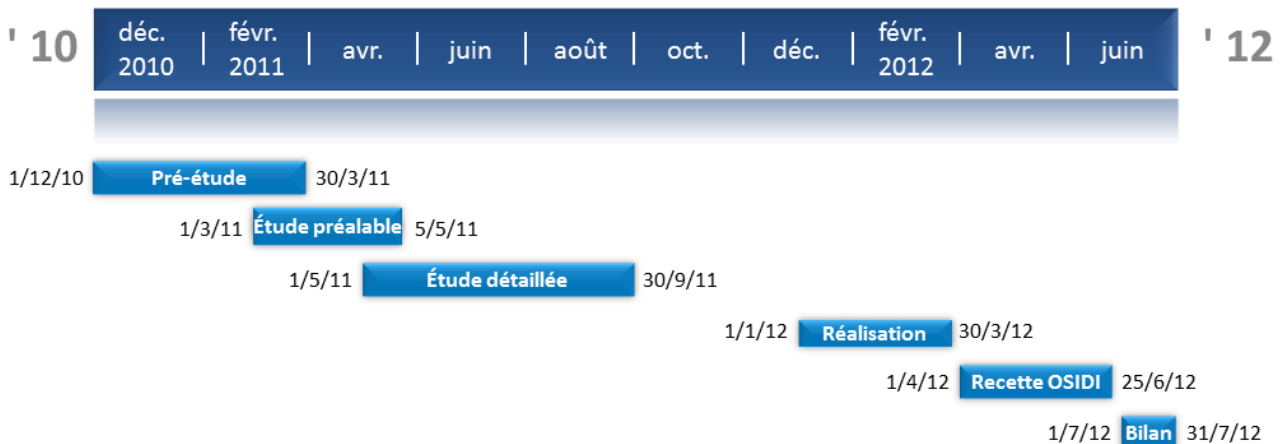 ' 10
déc. 2010 | févr. 2011 | avr. | juin | août | oct. | déc. | févr. 2012 | avr. | juin
' 12
1/12/10 Pré-étude 30/3/11
1/3/11 Étude préalable 5/5/11
1/5/11 Étude détaillée 30/9/11
1/1/12 Réalisation 30/3/12
1/4/12 Recette OSIDI 25/6/12
1/7/12 Bilan 31/7/12